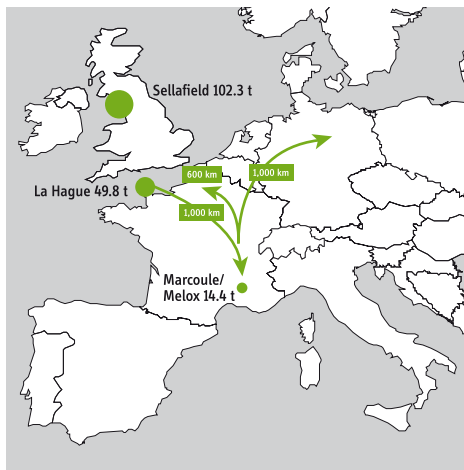 Sellafield 102.3 t
600 km
1,000 km
La Hague 49.8 t
1,000 km
Marcoule/
Melox 14.4 t